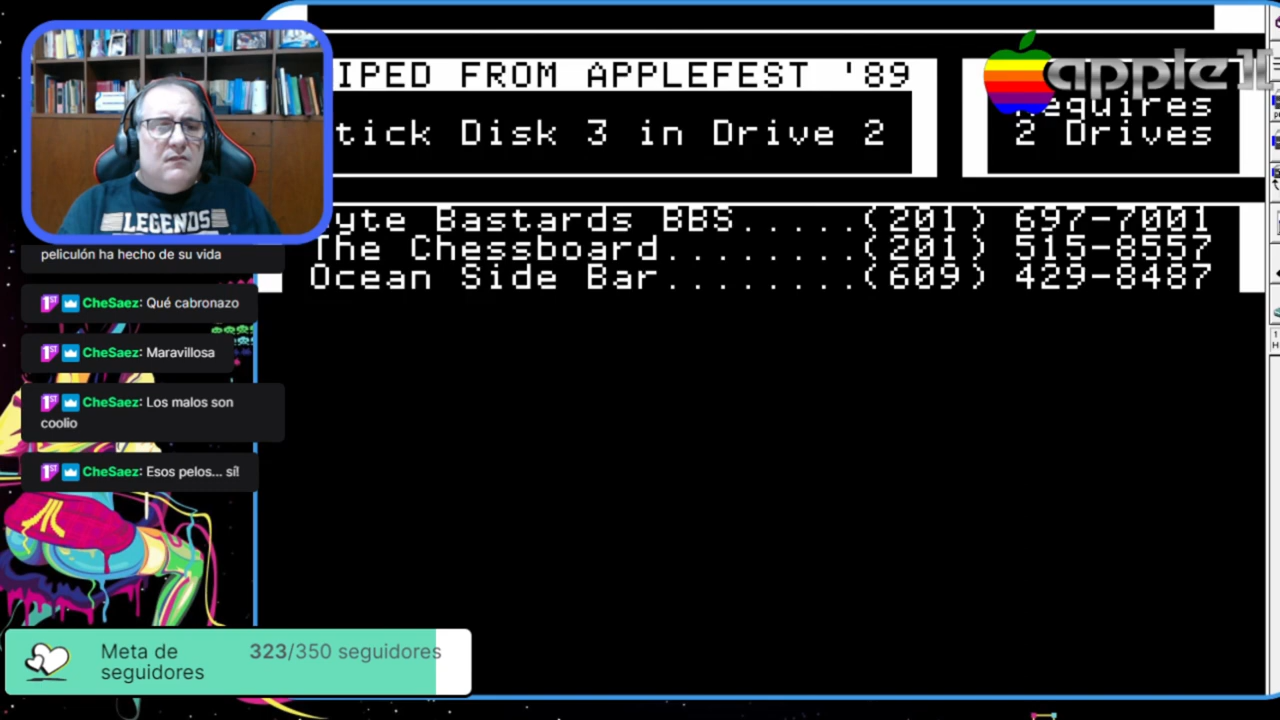 IPED FROM APPLEFEST '89
tick Disk 3 in Drive 2
equires
2 Drives
apple
yte Bastards BBS.....(201) 697-7001
The Chessboard........(201) 515-8557
Ocean Side Bar........(609) 429-8487
LEGENDS
peliculón ha hecho de su vida
CheSaez: Qué cabronazo
CheSaez: Maravillosa
CheSaez: Los malos son
coolio
CheSaez: Esos pelos... sí!
Meta de
seguidores
323/350 seguidores